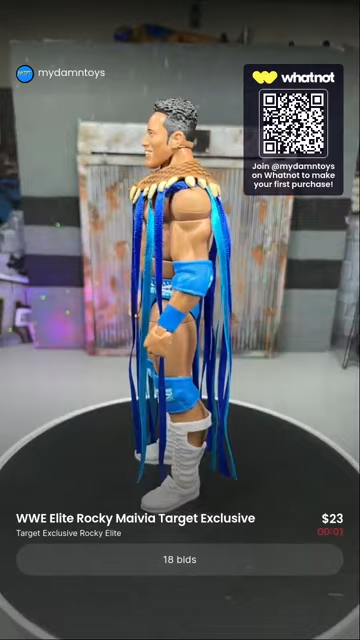 mydamntoys
whatnot
Join @mydamntoys
on Whatnot to make
your first purchase!
WWE Elite Rocky Maivia Target Exclusive
$23
Target Exclusive Rocky Elite
00:01
18 bids